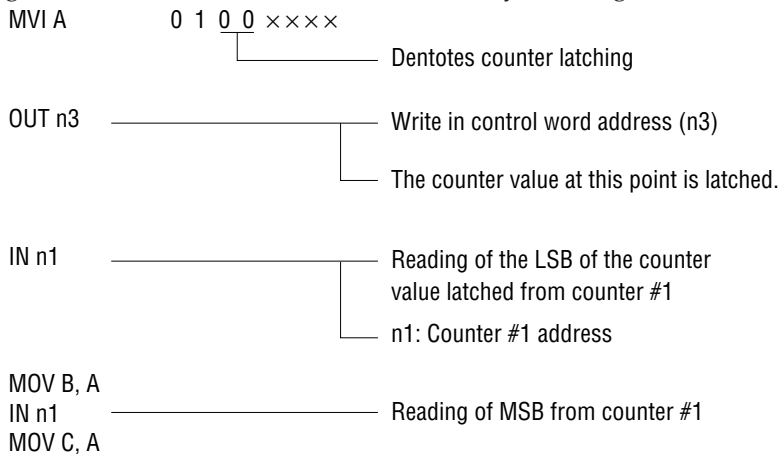 MVI A 0 1 0 0 ××××
Dentotes counter latching
OUT n3 Write in control word address (n3)
The counter value at this point is latched.
IN n1 Reading of the LSB of the counter
value latched from counter #1
n1: Counter #1 address
MOV B, A
IN n1 Reading of MSB from counter #1
MOV C, A